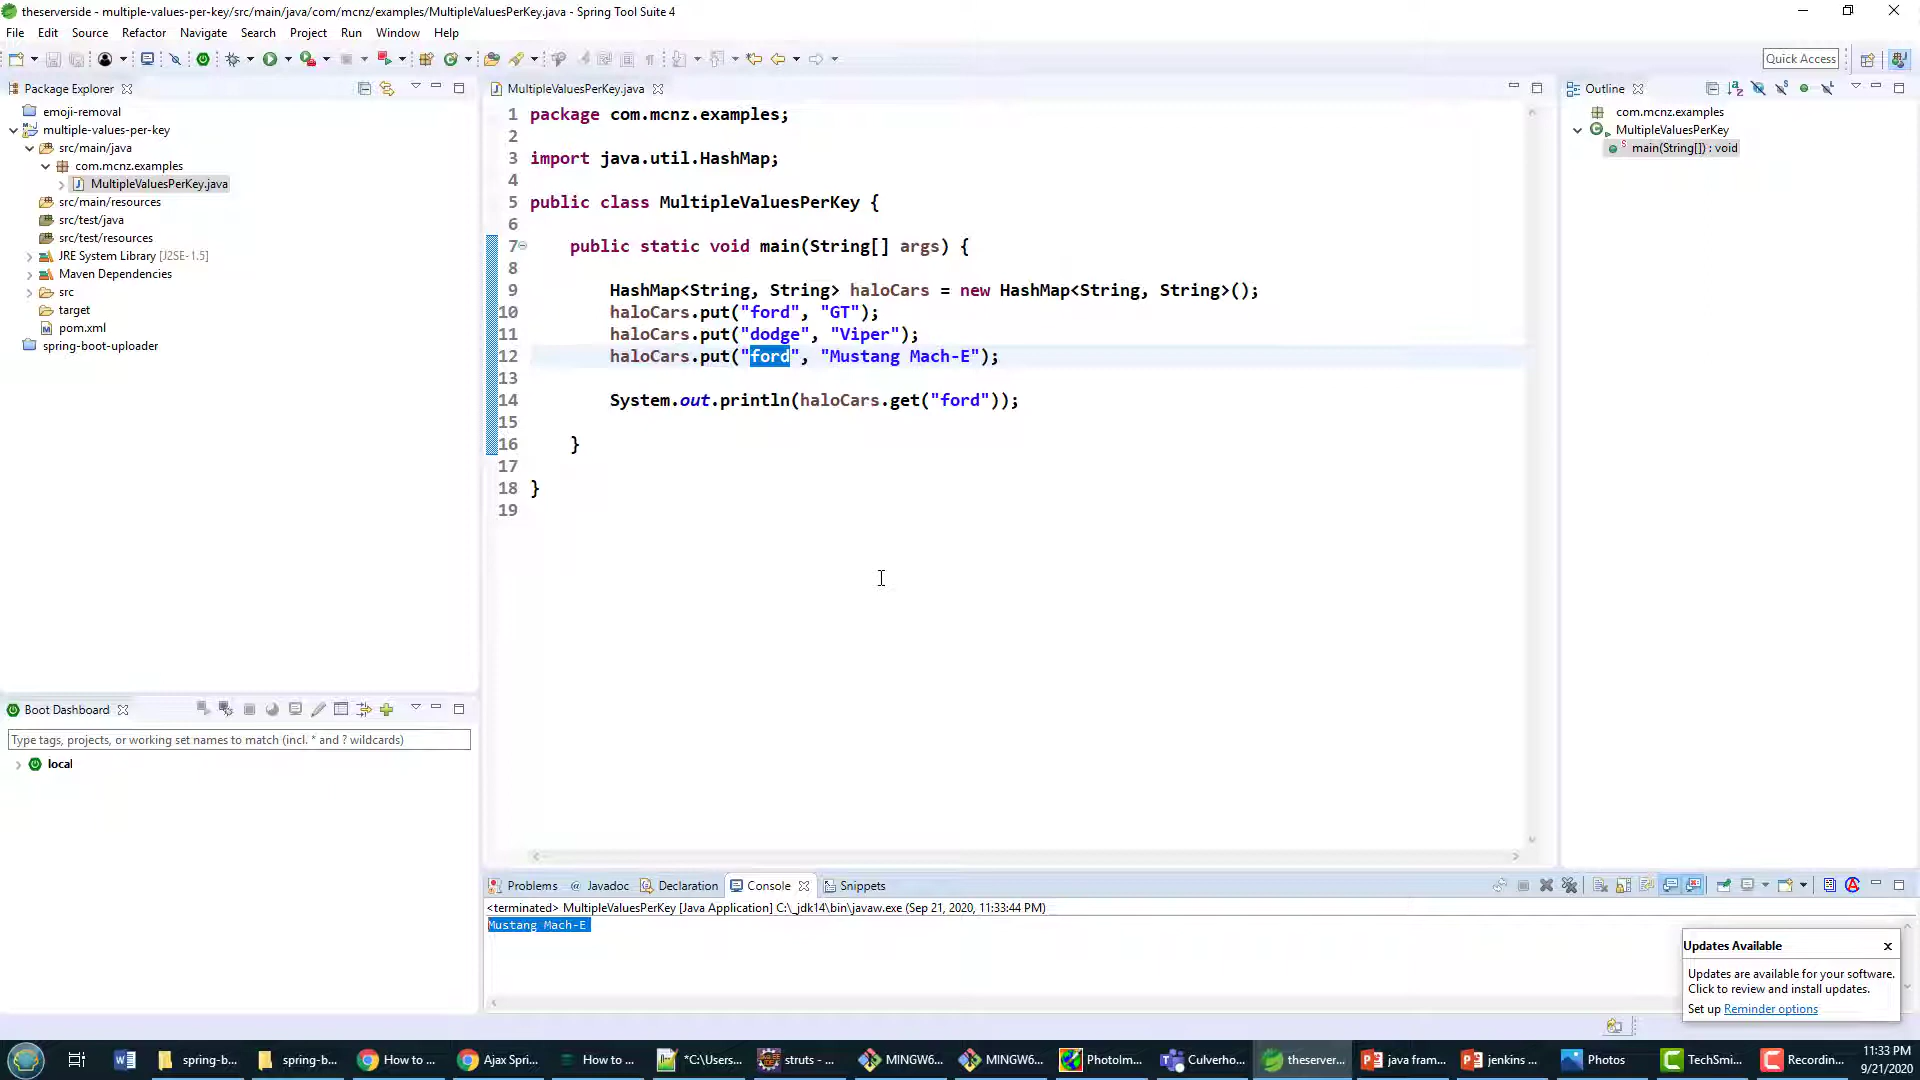 theserverside - multiple-values-per-key/src/main/java/com/mcnz/examples/MultipleValuesPerKey.java - Spring Tool Suite 4
File Edit Source Refactor Navigate Search Project Run Window Help
Quick Access
Package Explorer
emoji-removal
multiple-values-per-key
src/main/java
com.mcnz.examples
MultipleValuesPerKey.java
src/main/resources
src/test/java
src/test/resources
JRE System Library [J2SE-1.5]
Maven Dependencies
src
target
pom.xml
spring-boot-uploader
MultipleValuesPerKey.java
1 package com.mcnz.examples;
2
3 import java.util.HashMap;
4
5 public class MultipleValuesPerKey {
6
7 public static void main(String[] args) {
8
9 HashMap<String, String> haloCars = new HashMap<String, String>();
10 haloCars.put("ford", "GT");
11 haloCars.put("dodge", "Viper");
12 haloCars.put("ford", "Mustang Mach-E");
13
14 System.out.println(haloCars.get("ford"));
15
16 }
17
18 }
19
Outline
com.mcnz.examples
MultipleValuesPerKey
main(String[]) : void
Boot Dashboard
Type tags, projects, or working set names to match (incl. * and ? wildcards)
local
Problems Javadoc Declaration Console Snippets
<terminated> MultipleValuesPerKey [Java Application] C:\_jdk14\bin\javaw.exe (Sep 21, 2020, 11:33:44 PM)
Mustang Mach-E
Updates Available
Updates are available for your software.
Click to review and install updates.
Set up Reminder options
spring-b... spring-b... How to ... Ajax Spri... How to ... *C:\Users... struts - ... MINGW6... MINGW6... PhotoIm... Culverho... theserver... java fram... jenkins ... Photos TechSmi... Recordin...
11:33 PM
9/21/2020